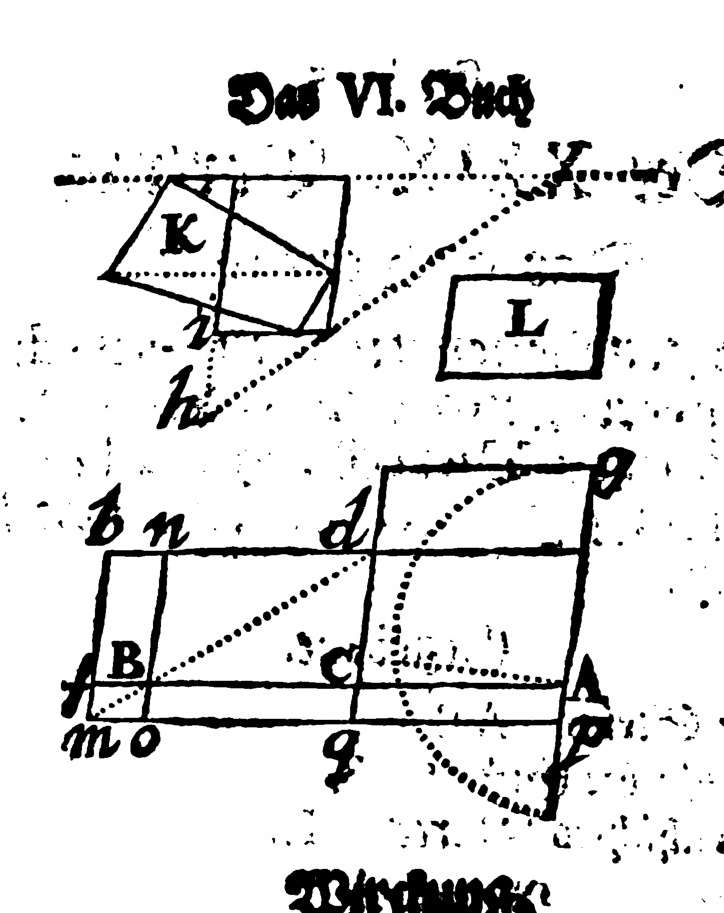 Das VI. Buch
K
L
i
h
g
b n d
f B C A
m o q p
Wirckung